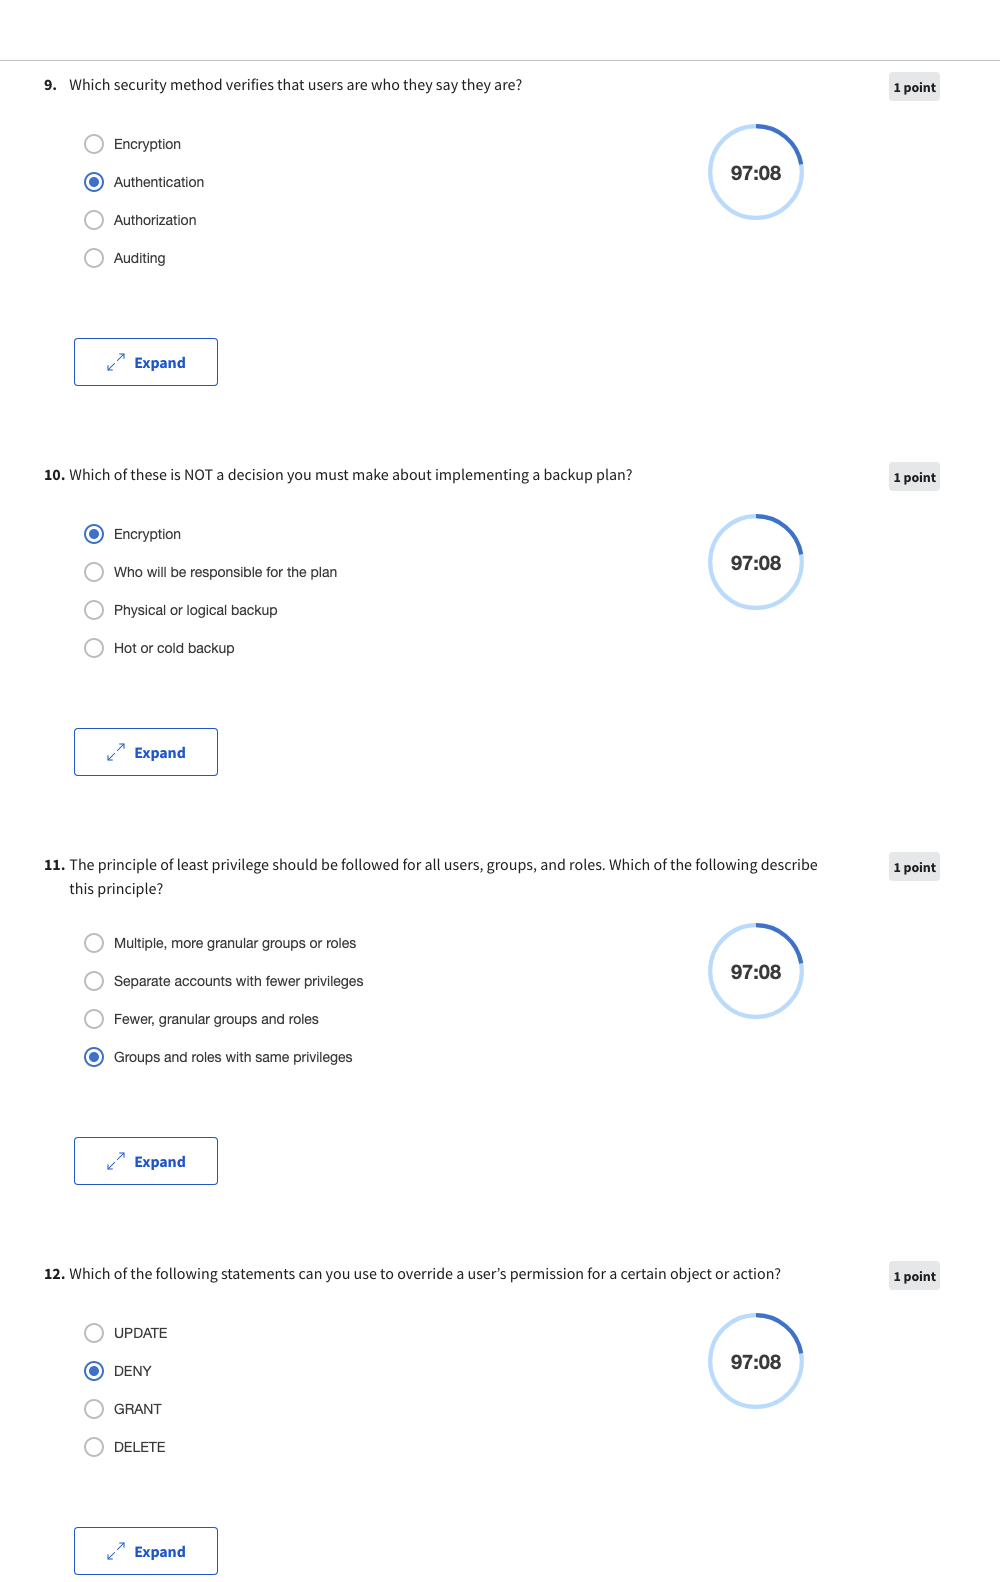 9. Which security method verifies that users are who they say they are?
1 point
Encryption
Authentication
Authorization
Auditing
97:08
Expand
10. Which of these is NOT a decision you must make about implementing a backup plan?
1 point
Encryption
Who will be responsible for the plan
Physical or logical backup
Hot or cold backup
97:08
Expand
11. The principle of least privilege should be followed for all users, groups, and roles. Which of the following describe
this principle?
1 point
Multiple, more granular groups or roles
Separate accounts with fewer privileges
Fewer, granular groups and roles
Groups and roles with same privileges
97:08
Expand
12. Which of the following statements can you use to override a user’s permission for a certain object or action?
1 point
UPDATE
DENY
GRANT
DELETE
97:08
Expand